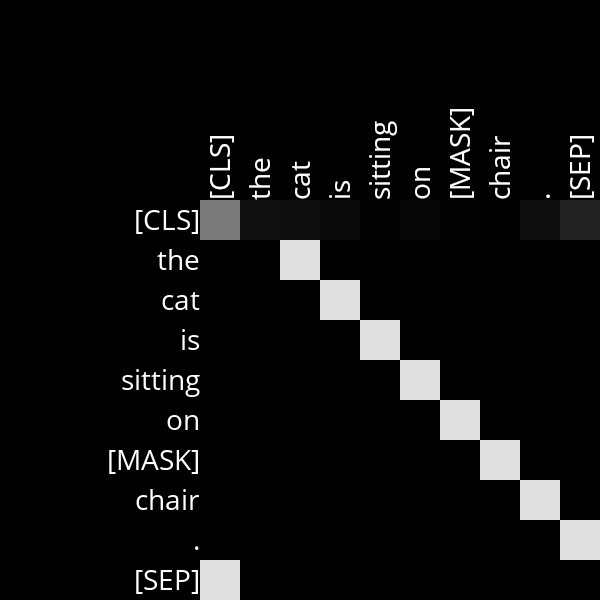 [CLS] the cat is sitting on [MASK] chair . [SEP]
[CLS]
the
cat
is
sitting
on
[MASK]
chair
.
[SEP]